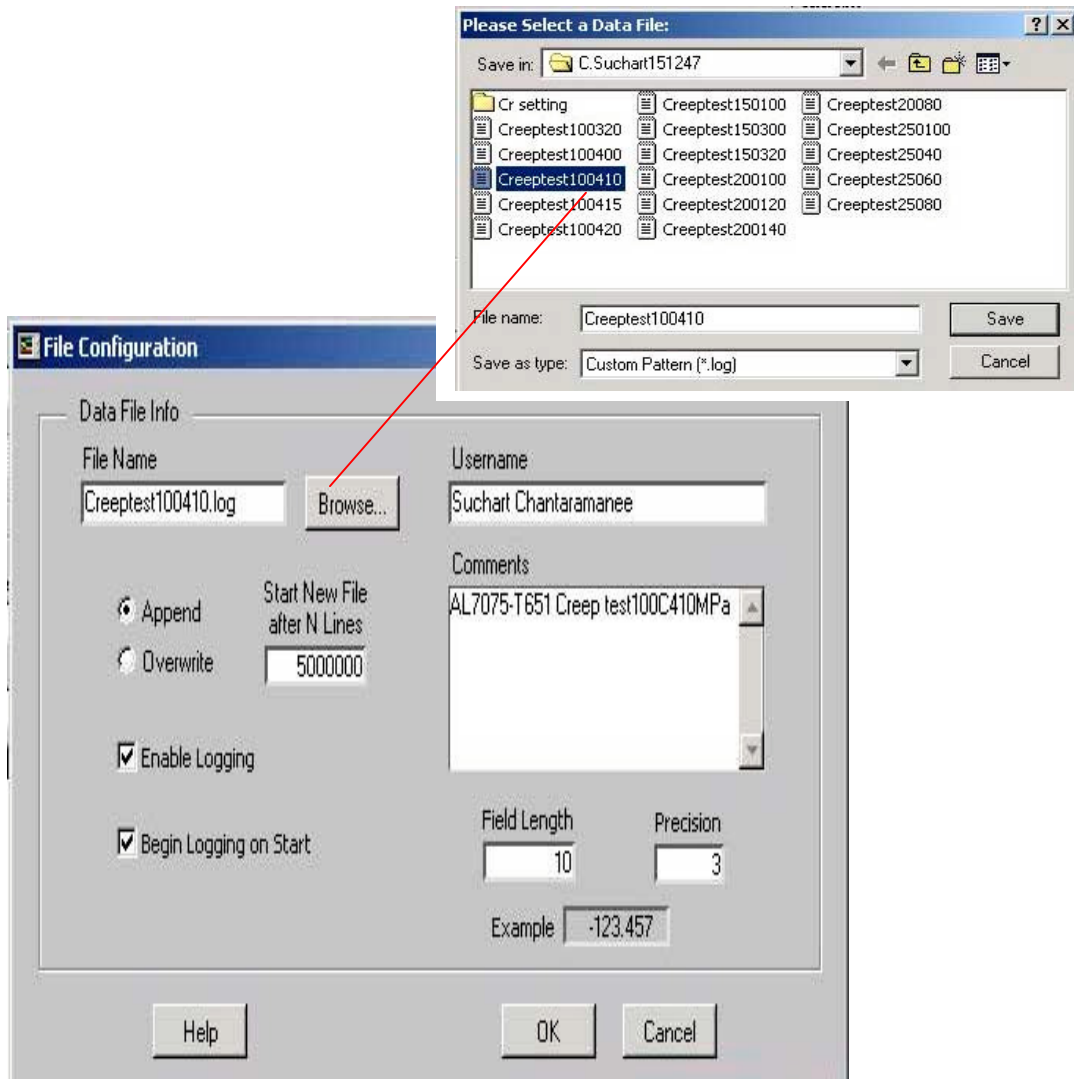 Please Select a Data File:
Save in: C.Suchart151247
Cr setting
Creeptest100320
Creeptest100400
Creeptest100410
Creeptest100415
Creeptest100420
Creeptest150100
Creeptest150300
Creeptest150320
Creeptest200100
Creeptest200120
Creeptest200140
Creeptest20080
Creeptest250100
Creeptest25040
Creeptest25060
Creeptest25080
File name: Creeptest100410 Save
Save as type: Custom Pattern (*.log) Cancel
File Configuration
Data File Info
File Name
Creeptest100410.log Browse...
Username
Suchart Chantaramanee
Append
Overwrite
Start New File
after N Lines
5000000
Comments
AL7075-T651 Creep test100C410MPa
Enable Logging
Begin Logging on Start
Field Length
10
Precision
3
Example -123.457
Help OK Cancel